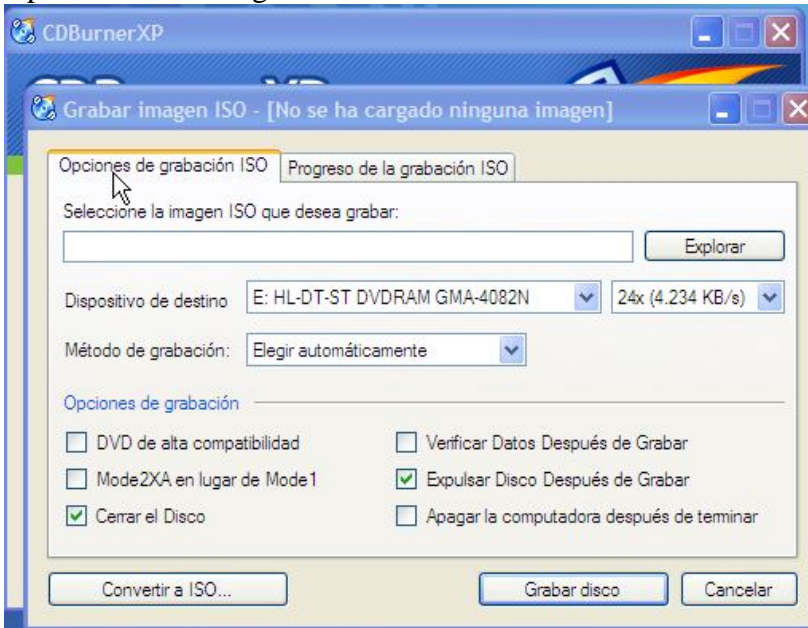 CDBurnerXP
Grabar imagen ISO - [No se ha cargado ninguna imagen]
Opciones de grabación ISO Progreso de la grabación ISO
Seleccione la imagen ISO que desea grabar:
Explorar
Dispositivo de destino E: HL-DT-ST DVDRAM GMA-4082N 24x (4.234 KB/s)
Método de grabación: Elegir automáticamente
Opciones de grabación
DVD de alta compatibilidad Verificar Datos Después de Grabar
Mode2XA en lugar de Mode1 Expulsar Disco Después de Grabar
Cerrar el Disco Apagar la computadora después de terminar
Convertir a ISO... Grabar disco Cancelar